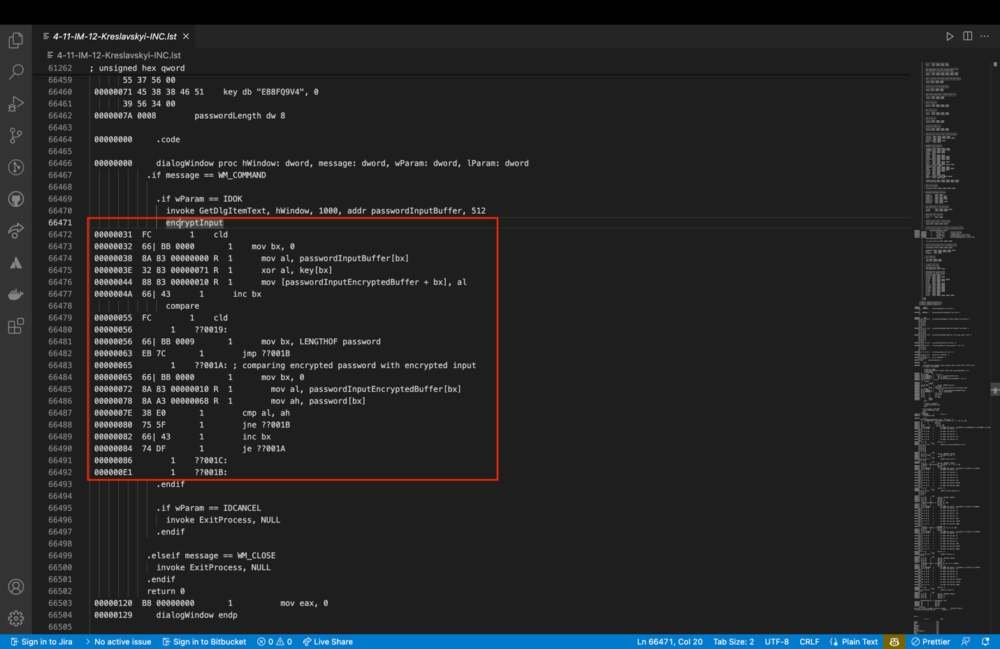 4-11-IM-12-Kreslavskyi-INC.lst
4-11-IM-12-Kreslavskyi-INC.lst
61262 ; unsigned hex qword
66459 55 37 56 00
66460 00000071 45 38 38 46 51 key db "E88FQ9V4", 0
66461 39 56 34 00
66462 0000007A 0008 passwordLength dw 8
66463
66464 00000000 .code
66465
66466 00000000 dialogWindow proc hWindow: dword, message: dword, wParam: dword, lParam: dword
66467 .if message == WM_COMMAND
66468
66469 .if wParam == IDOK
66470 invoke GetDlgItemText, hWindow, 1000, addr passwordInputBuffer, 512
66471 encryptInput
66472 00000031 FC 1 cld
66473 00000032 66| BB 0000 1 mov bx, 0
66474 00000038 8A 83 00000000 R 1 mov al, passwordInputBuffer[bx]
66475 0000003E 32 83 00000071 R 1 xor al, key[bx]
66476 00000044 88 83 00000010 R 1 mov [passwordInputEncryptedBuffer + bx], al
66477 0000004A 66| 43 1 inc bx
66478 compare
66479 00000055 FC 1 cld
66480 00000056 1 ??0019:
66481 00000056 66| BB 0009 1 mov bx, LENGTHOF password
66482 00000063 EB 7C 1 jmp ??001B
66483 00000065 1 ??001A: ; comparing encrypted password with encrypted input
66484 00000065 66| BB 0000 1 mov bx, 0
66485 00000072 8A 83 00000010 R 1 mov al, passwordInputEncryptedBuffer[bx]
66486 00000078 8A A3 00000068 R 1 mov ah, password[bx]
66487 0000007E 38 E0 1 cmp al, ah
66488 00000080 75 5F 1 jne ??001B
66489 00000082 66| 43 1 inc bx
66490 00000084 74 DF 1 je ??001A
66491 00000086 1 ??001C:
66492 000000E1 1 ??001B:
66493 .endif
66494
66495 .if wParam == IDCANCEL
66496 invoke ExitProcess, NULL
66497 .endif
66498
66499 .elseif message == WM_CLOSE
66500 invoke ExitProcess, NULL
66501 .endif
66502 return 0
66503 00000120 B8 00000000 1 mov eax, 0
66504 00000129 dialogWindow endp
66505
Sign in to Jira No active issue Sign in to Bitbucket 0 0 Live Share Ln 66471, Col 20 Tab Size: 2 UTF-8 CRLF Plain Text Prettier